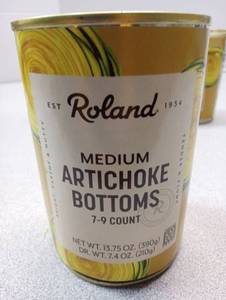 EST Roland 1934
MEDIUM
ARTICHOKE
BOTTOMS
7-9 COUNT
NET WT. 13.75 OZ. (390g)
DR. WT. 7.4 OZ. (210g)